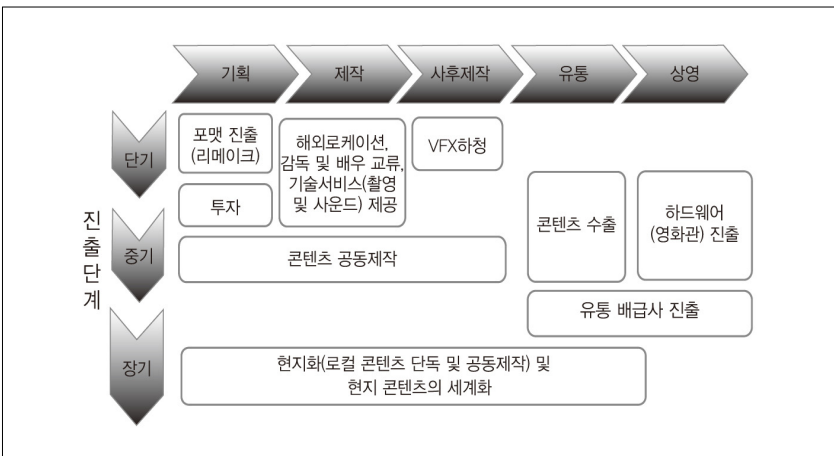 기획
제작
사후제작
유통
상영
진출단계
단기
중기
장기
포맷 진출
(리메이크)
투자
해외로케이션,
감독 및 배우 교류,
기술서비스(촬영
및 사운드) 제공
VFX하청
콘텐츠 수출
하드웨어
(영화관) 진출
콘텐츠 공동제작
유통 배급사 진출
현지화(로컬 콘텐츠 단독 및 공동제작) 및
현지 콘텐츠의 세계화